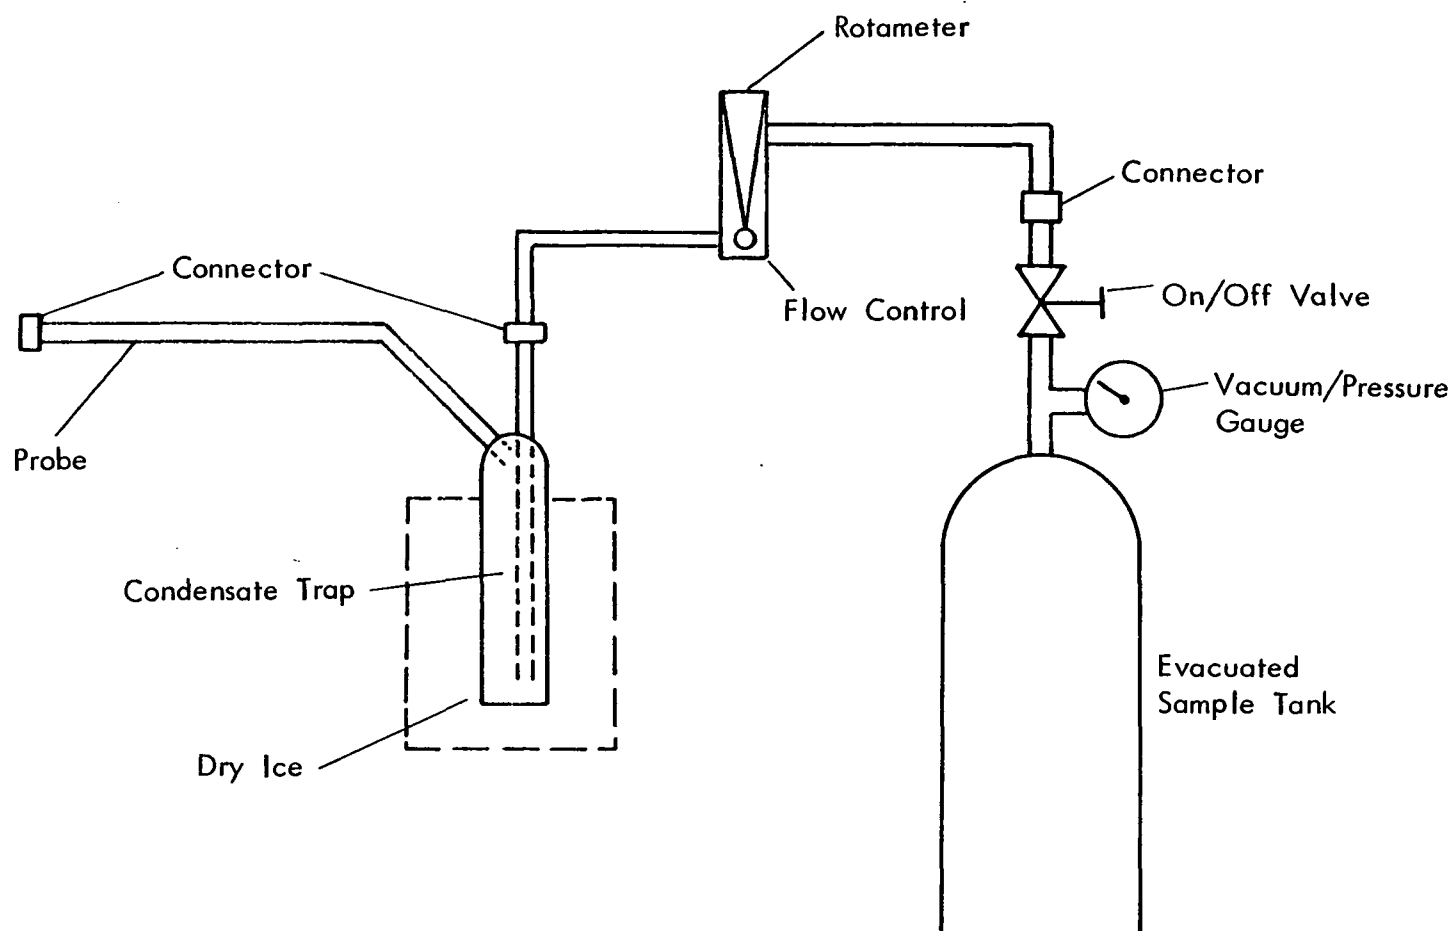 Rotameter
Connector
Connector
On/Off Valve
Flow Control
Vacuum/Pressure
Gauge
Probe
Condensate Trap
Evacuated
Sample Tank
Dry Ice